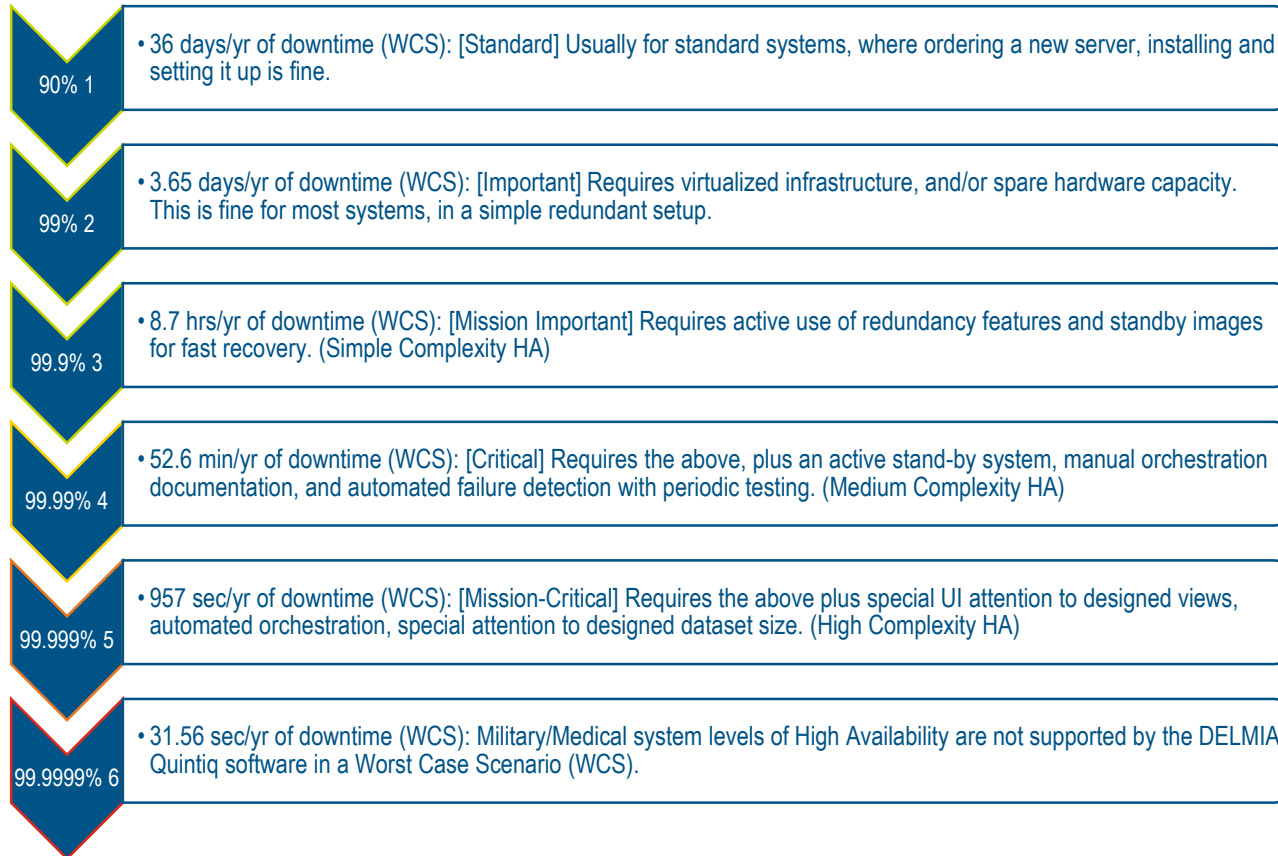 90% 1
• 36 days/yr of downtime (WCS): [Standard] Usually for standard systems, where ordering a new server, installing and
setting it up is fine.
99% 2
• 3.65 days/yr of downtime (WCS): [Important] Requires virtualized infrastructure, and/or spare hardware capacity.
This is fine for most systems, in a simple redundant setup.
99.9% 3
• 8.7 hrs/yr of downtime (WCS): [Mission Important] Requires active use of redundancy features and standby images
for fast recovery. (Simple Complexity HA)
99.99% 4
• 52.6 min/yr of downtime (WCS): [Critical] Requires the above, plus an active stand-by system, manual orchestration
documentation, and automated failure detection with periodic testing. (Medium Complexity HA)
99.999% 5
• 957 sec/yr of downtime (WCS): [Mission-Critical] Requires the above plus special UI attention to designed views,
automated orchestration, special attention to designed dataset size. (High Complexity HA)
99.9999% 6
• 31.56 sec/yr of downtime (WCS): Military/Medical system levels of High Availability are not supported by the DELMIA
Quintiq software in a Worst Case Scenario (WCS).